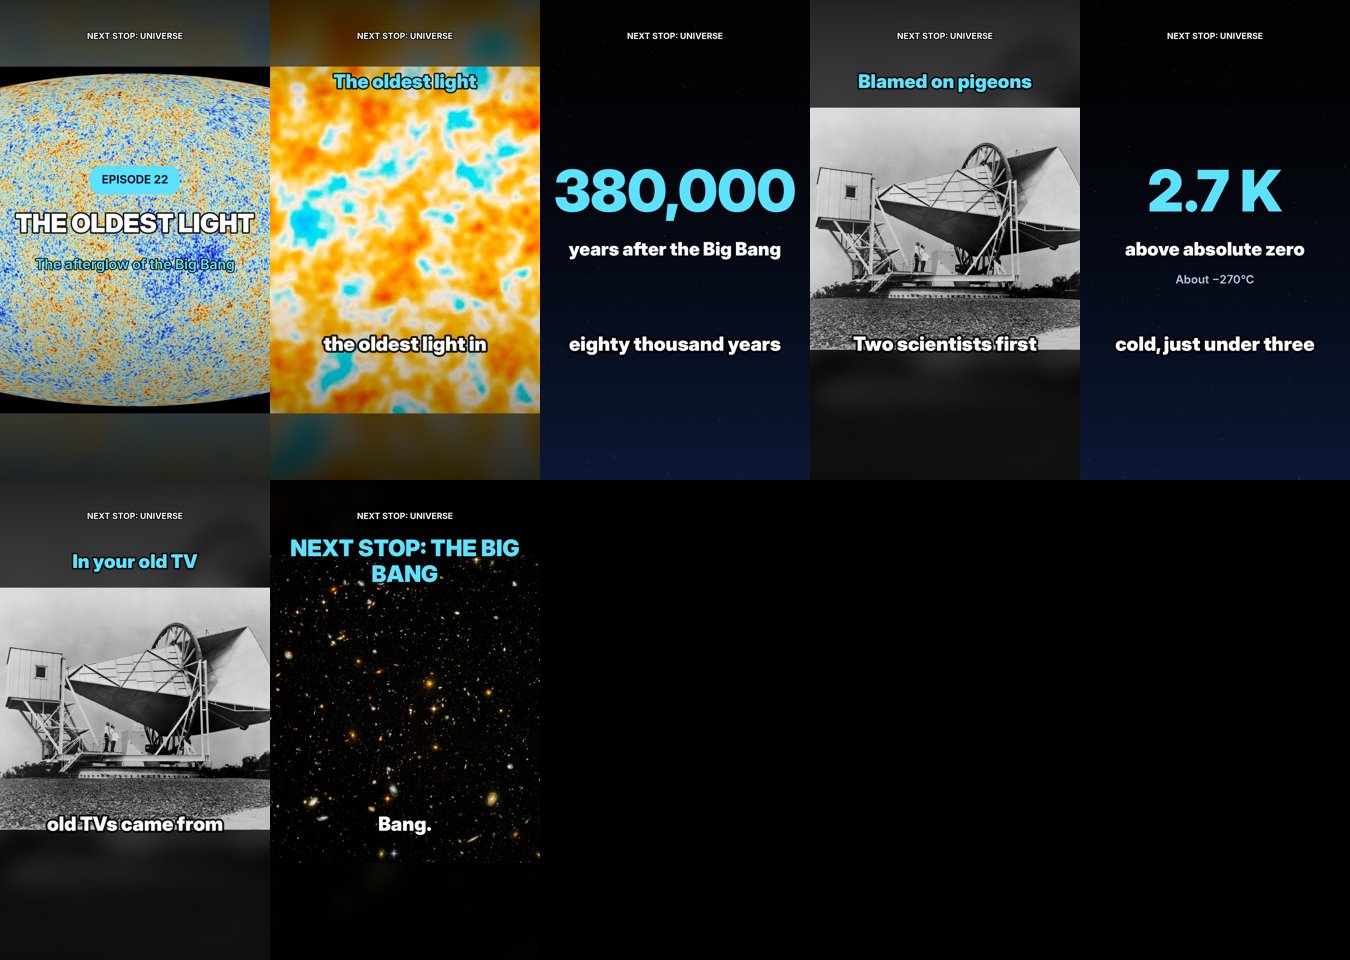 NEXT STOP: UNIVERSE
EPISODE 22
THE OLDEST LIGHT
The afterglow of the Big Bang
NEXT STOP: UNIVERSE
The oldest light
the oldest light in
NEXT STOP: UNIVERSE
380,000
years after the Big Bang
eighty thousand years
NEXT STOP: UNIVERSE
Blamed on pigeons
Two scientists first
NEXT STOP: UNIVERSE
2.7 K
above absolute zero
About −270°C
cold, just under three
NEXT STOP: UNIVERSE
In your old TV
old TVs came from
NEXT STOP: UNIVERSE
NEXT STOP: THE BIG
BANG
Bang.